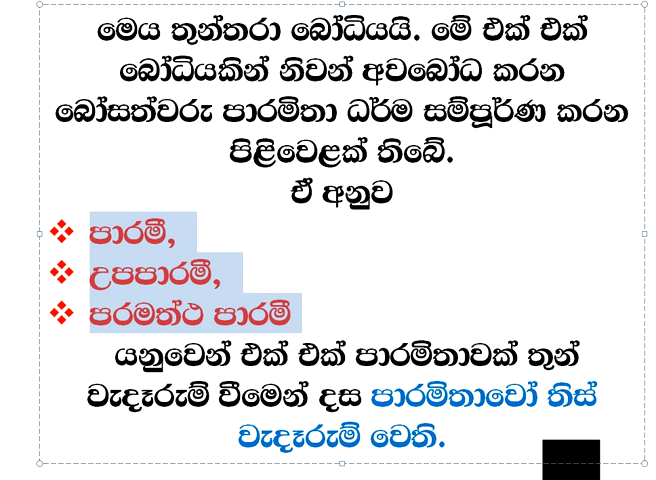 මෙය තුන්තරා බෝධියයි. මේ එක් එක්
බෝධියකින් නිවන් අවබෝධ කරන
බෝසත්වරු පාරමිතා ධර්ම සම්පූර්ණ කරන
පිළිවෙළක් තිබේ.
ඒ අනුව
❖ පාරමී,
❖ උපපාරමී,
❖ පරමත්ථ පාරමී
යනුවෙන් එක් එක් පාරමිතාවක් තුන්
වැදෑරුම් වීමෙන් දස පාරමිතාවෝ තිස්
වැදෑරුම් වෙති.